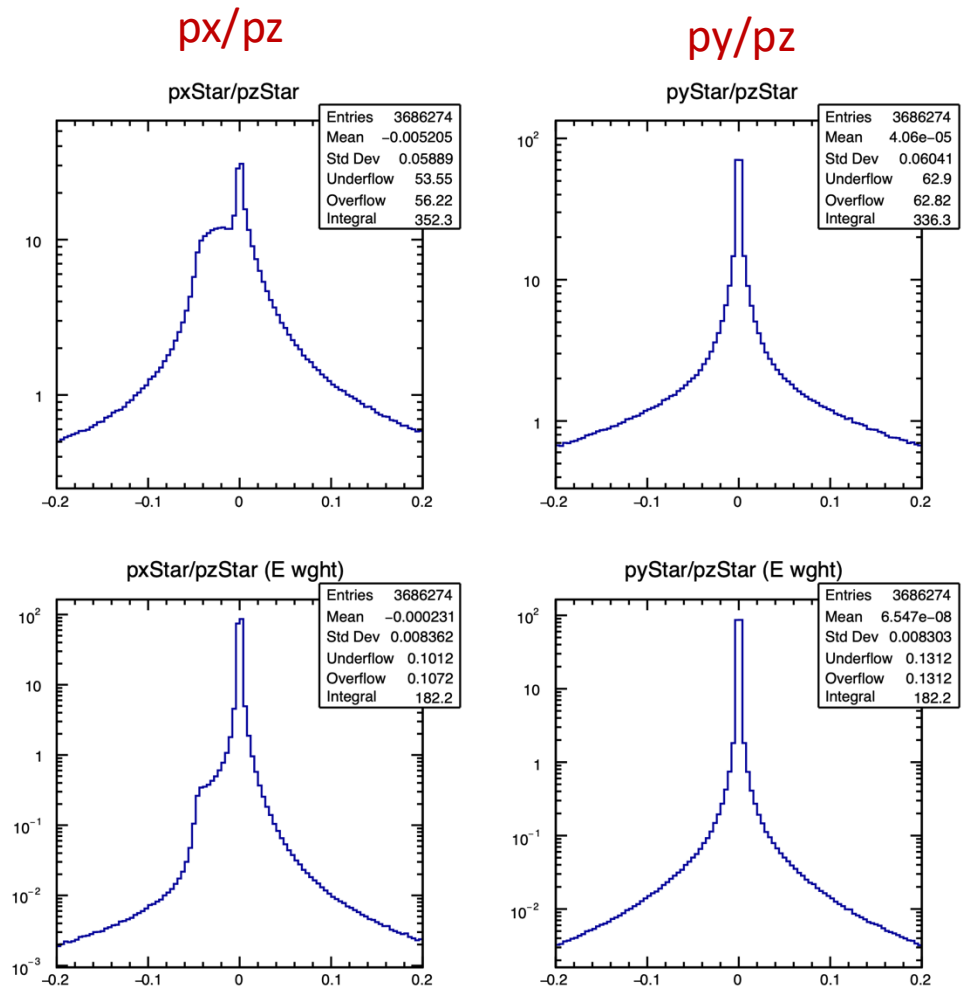 px/pz
py/pz
pxStar/pzStar
Entries 3686274
Mean −0.005205
Std Dev 0.05889
Underflow 53.55
Overflow 56.22
Integral 352.3
10
1
−0.2
−0.1
0
0.1
0.2
pyStar/pzStar
Entries 3686274
Mean 4.06e−05
Std Dev 0.06041
Underflow 62.9
Overflow 62.82
Integral 336.3
10²
10
1
−0.2
−0.1
0
0.1
0.2
pxStar/pzStar (E wght)
Entries 3686274
Mean −0.000231
Std Dev 0.008362
Underflow 0.1012
Overflow 0.1072
Integral 182.2
10²
10
1
10⁻¹
10⁻²
10⁻³
−0.2
−0.1
0
0.1
0.2
pyStar/pzStar (E wght)
Entries 3686274
Mean 6.547e−08
Std Dev 0.008303
Underflow 0.1312
Overflow 0.1312
Integral 182.2
10²
10
1
10⁻¹
10⁻²
−0.2
−0.1
0
0.1
0.2